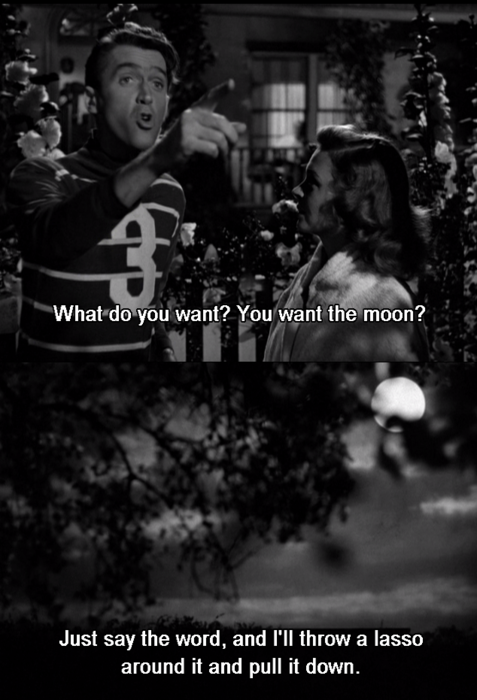 3
What do you want? You want the moon?
Just say the word, and I'll throw a lasso
around it and pull it down.